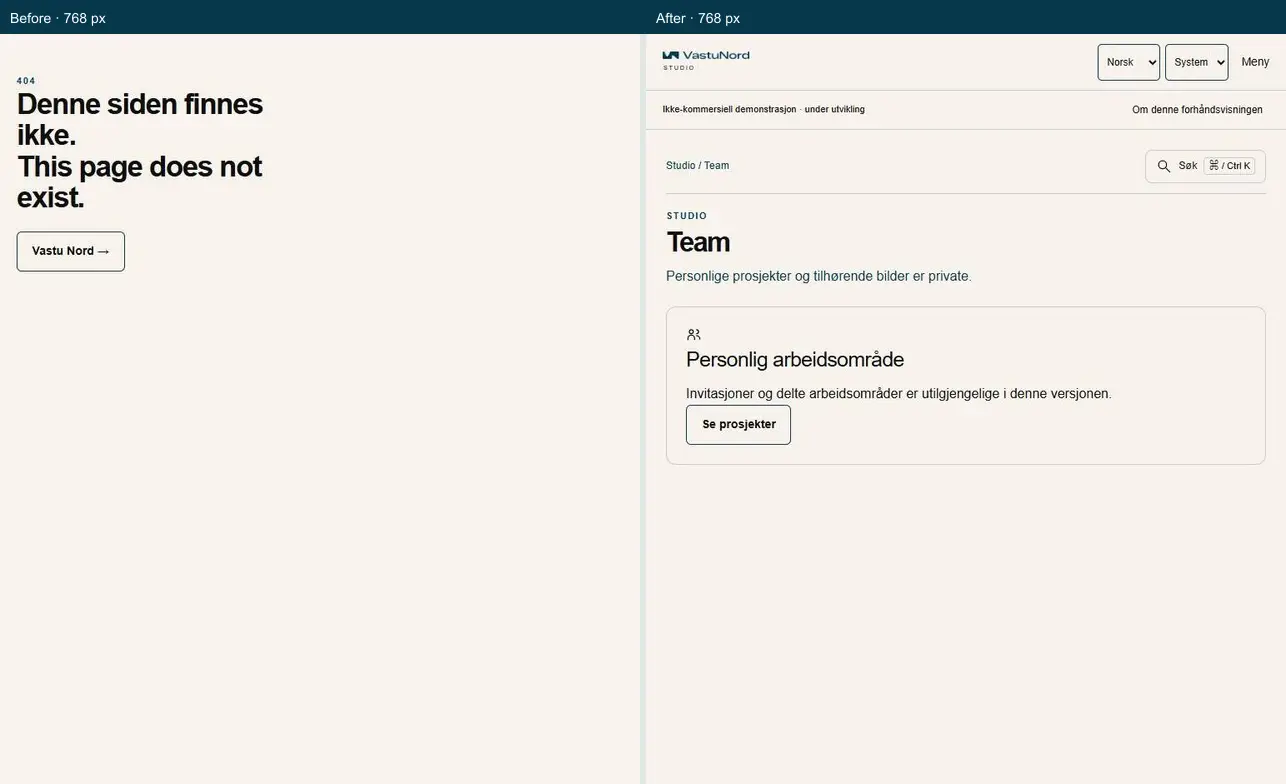 Before · 768 px
404
Denne siden finnes
ikke.
This page does not
exist.
Vastu Nord →
After · 768 px
VastuNord
STUDIO
Norsk
System
Meny
Ikke-kommersiell demonstrasjon · under utvikling
Om denne forhåndsvisningen
Studio / Team
Søk
⌘ / Ctrl K
STUDIO
Team
Personlige prosjekter og tilhørende bilder er private.
Personlig arbeidsområde
Invitasjoner og delte arbeidsområder er utilgjengelige i denne versjonen.
Se prosjekter